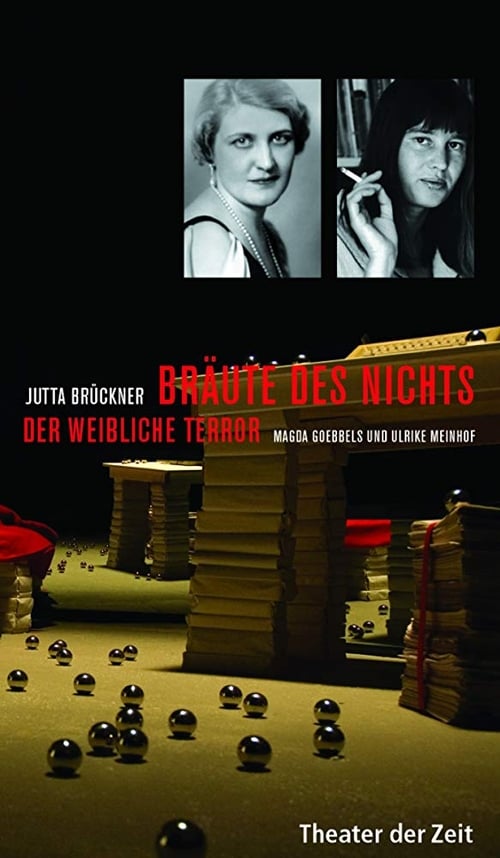 JUTTA BRÜCKNER BRÄUTE DES NICHTS
DER WEIBLICHE TERROR MAGDA GOEBBELS UND ULRIKE MEINHOF
Theater der Zeit